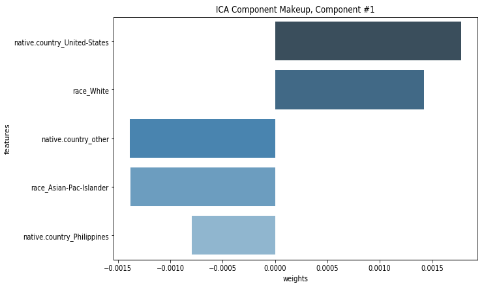 ICA Component Makeup, Component #1
native.country_United-States
race_White
native.country_other
race_Asian-Pac-Islander
native.country_Philippines
features
−0.0015 −0.0010 −0.0005 0.0000 0.0005 0.0010 0.0015
weights